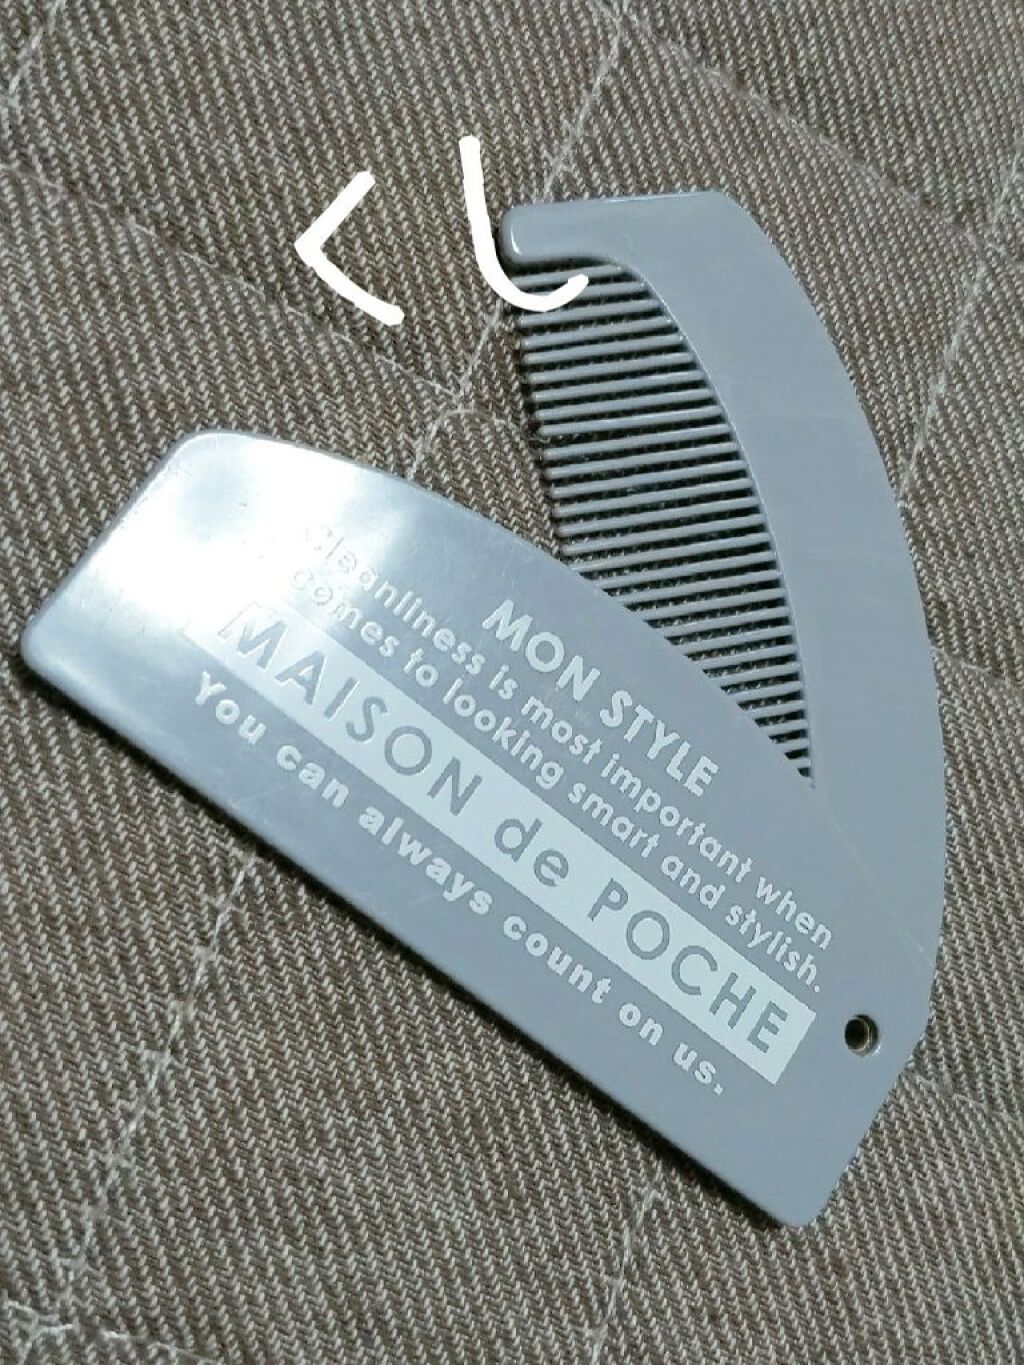 くし
MON STYLE
Cleanliness is most important when
comes to looking smart and stylish.
MAISON de POCHE
You can always count on us.